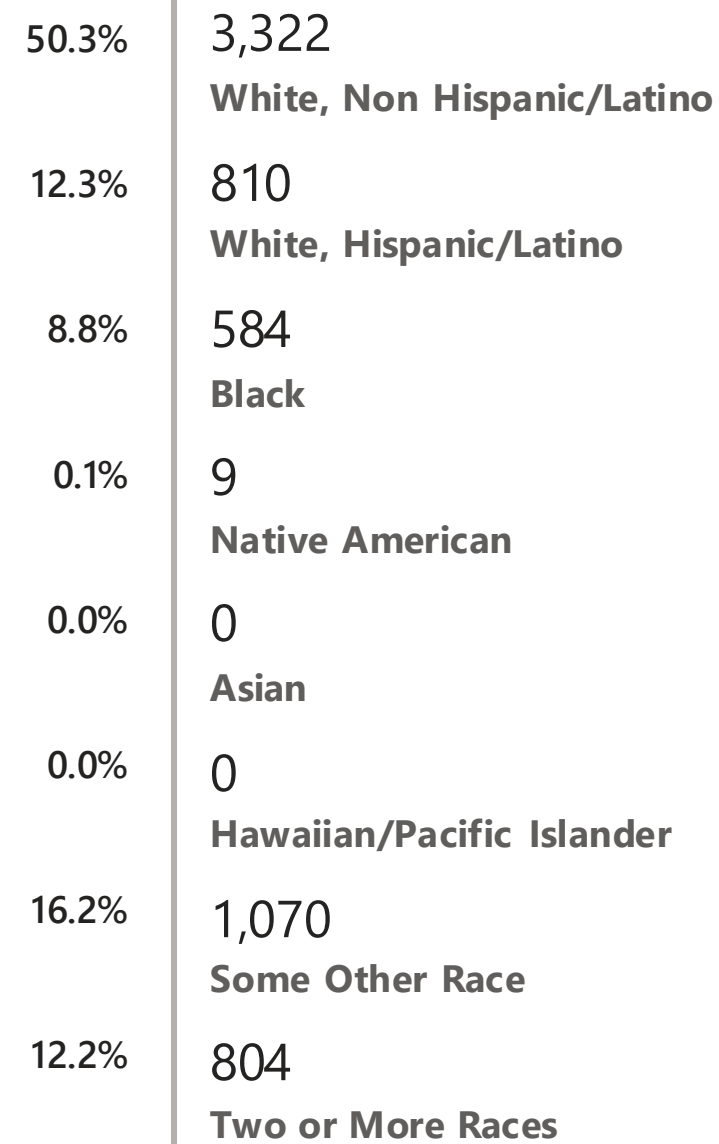 50.3% 3,322
White, Non Hispanic/Latino
12.3% 810
White, Hispanic/Latino
8.8% 584
Black
0.1% 9
Native American
0.0% 0
Asian
0.0% 0
Hawaiian/Pacific Islander
16.2% 1,070
Some Other Race
12.2% 804
Two or More Races